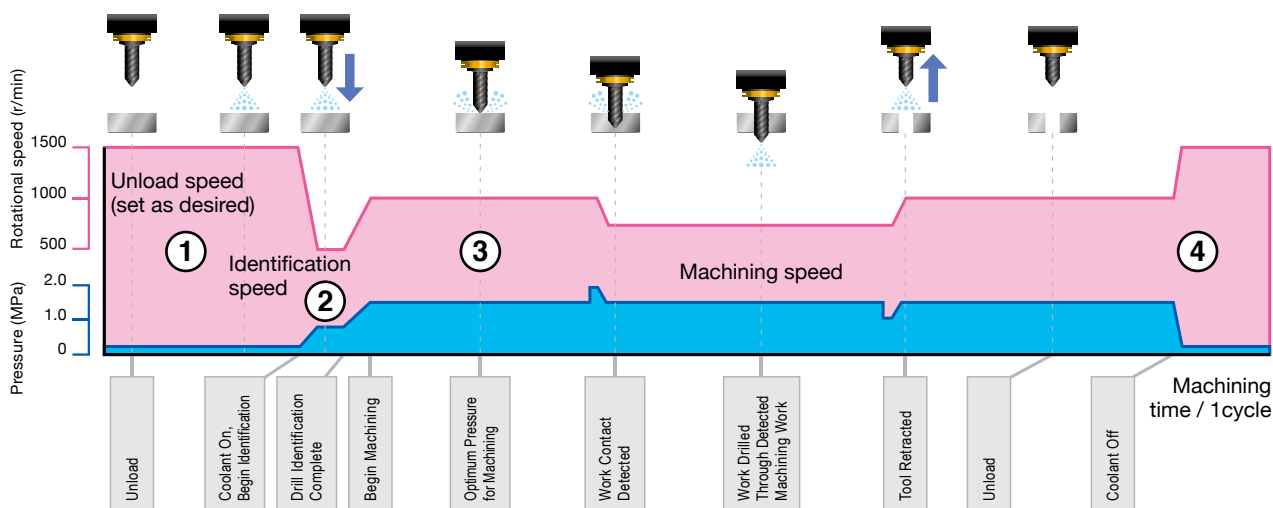 Rotational speed (r/min)
1500
1000
500
Pressure (MPa)
2.0
1.0
0
Unload speed
(set as desired)
1
Identification
speed
2
3
Machining speed
4
Machining
time / 1cycle
Unload
Coolant On,
Begin Identification
Drill Identification
Complete
Begin Machining
Optimum Pressure
for Machining
Work Contact
Detected
Work Drilled
Through Detected
Machining Work
Tool Retracted
Unload
Coolant Off